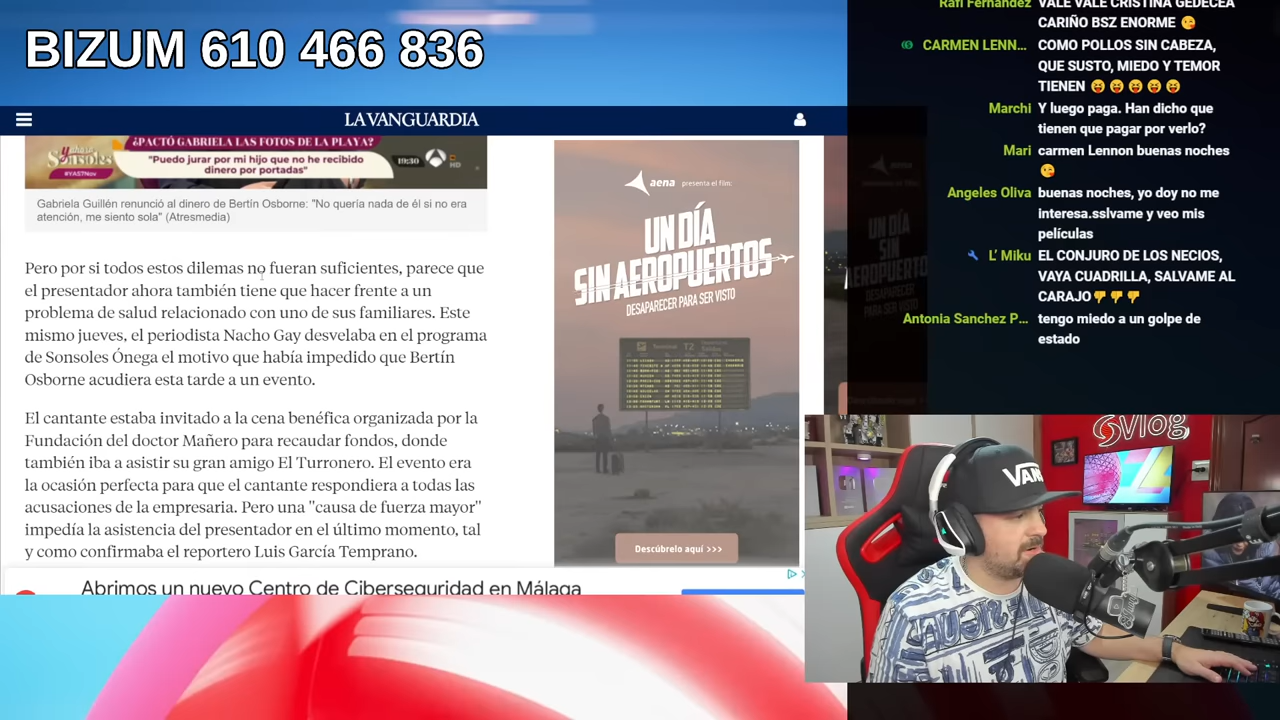 BIZUM 610 466 836
LA VANGUARDIA
¿PACTÓ GABRIELA LAS FOTOS DE LA PLAYA?
"Puedo jurar por mi hijo que no he recibido
dinero por portadas"
#YAS7Nov
19:30
HD
Gabriela Guillén renunció al dinero de Bertín Osborne: "No quería nada de él si no era
atención, me siento sola" (Atresmedia)
Pero por si todos estos dilemas no fueran suficientes, parece que
el presentador ahora también tiene que hacer frente a un
problema de salud relacionado con uno de sus familiares. Este
mismo jueves, el periodista Nacho Gay desvelaba en el programa
de Sonsoles Ónega el motivo que había impedido que Bertín
Osborne acudiera esta tarde a un evento.
El cantante estaba invitado a la cena benéfica organizada por la
Fundación del doctor Mañero para recaudar fondos, donde
también iba a asistir su gran amigo El Turronero. El evento era
la ocasión perfecta para que el cantante respondiera a todas las
acusaciones de la empresaria. Pero una "causa de fuerza mayor"
impedía la asistencia del presentador en el último momento, tal
y como confirmaba el reportero Luis García Temprano.
aena presenta el film:
UN DÍA
SIN AEROPUERTOS
DESAPARECER PARA SER VISTO
Descúbrelo aquí >>>
Abrimos un nuevo Centro de Ciberseguridad en Málaga
Rafi Fernandez VALE VALE CRISTINA GEDECEA
CARIÑO BSZ ENORME 😘
CARMEN LENN... COMO POLLOS SIN CABEZA,
QUE SUSTO, MIEDO Y TEMOR
TIENEN 😝😝😝😝😝
Marchi Y luego paga. Han dicho que
tienen que pagar por verlo?
Mari carmen Lennon buenas noches
😘
Angeles Oliva buenas noches, yo doy no me
interesa.sslvame y veo mis
películas
L' Miku EL CONJURO DE LOS NECIOS,
VAYA CUADRILLA, SALVAME AL
CARAJO👎👎👎
Antonia Sanchez P... tengo miedo a un golpe de
estado
GVlog
VANS